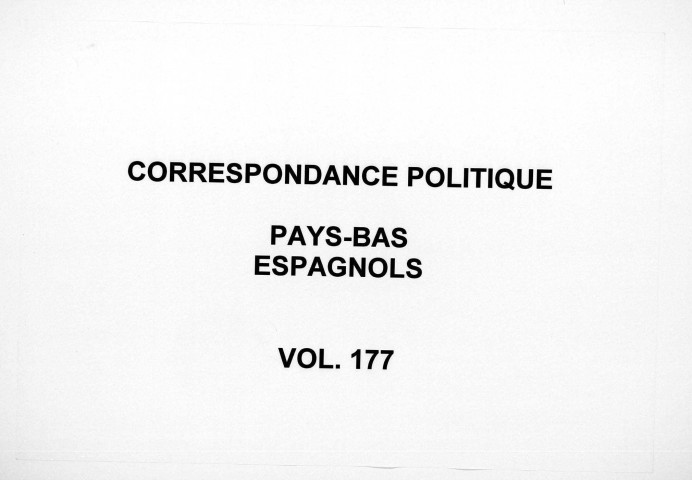 CORRESPONDANCE POLITIQUE
PAYS-BAS
ESPAGNOLS
VOL. 177